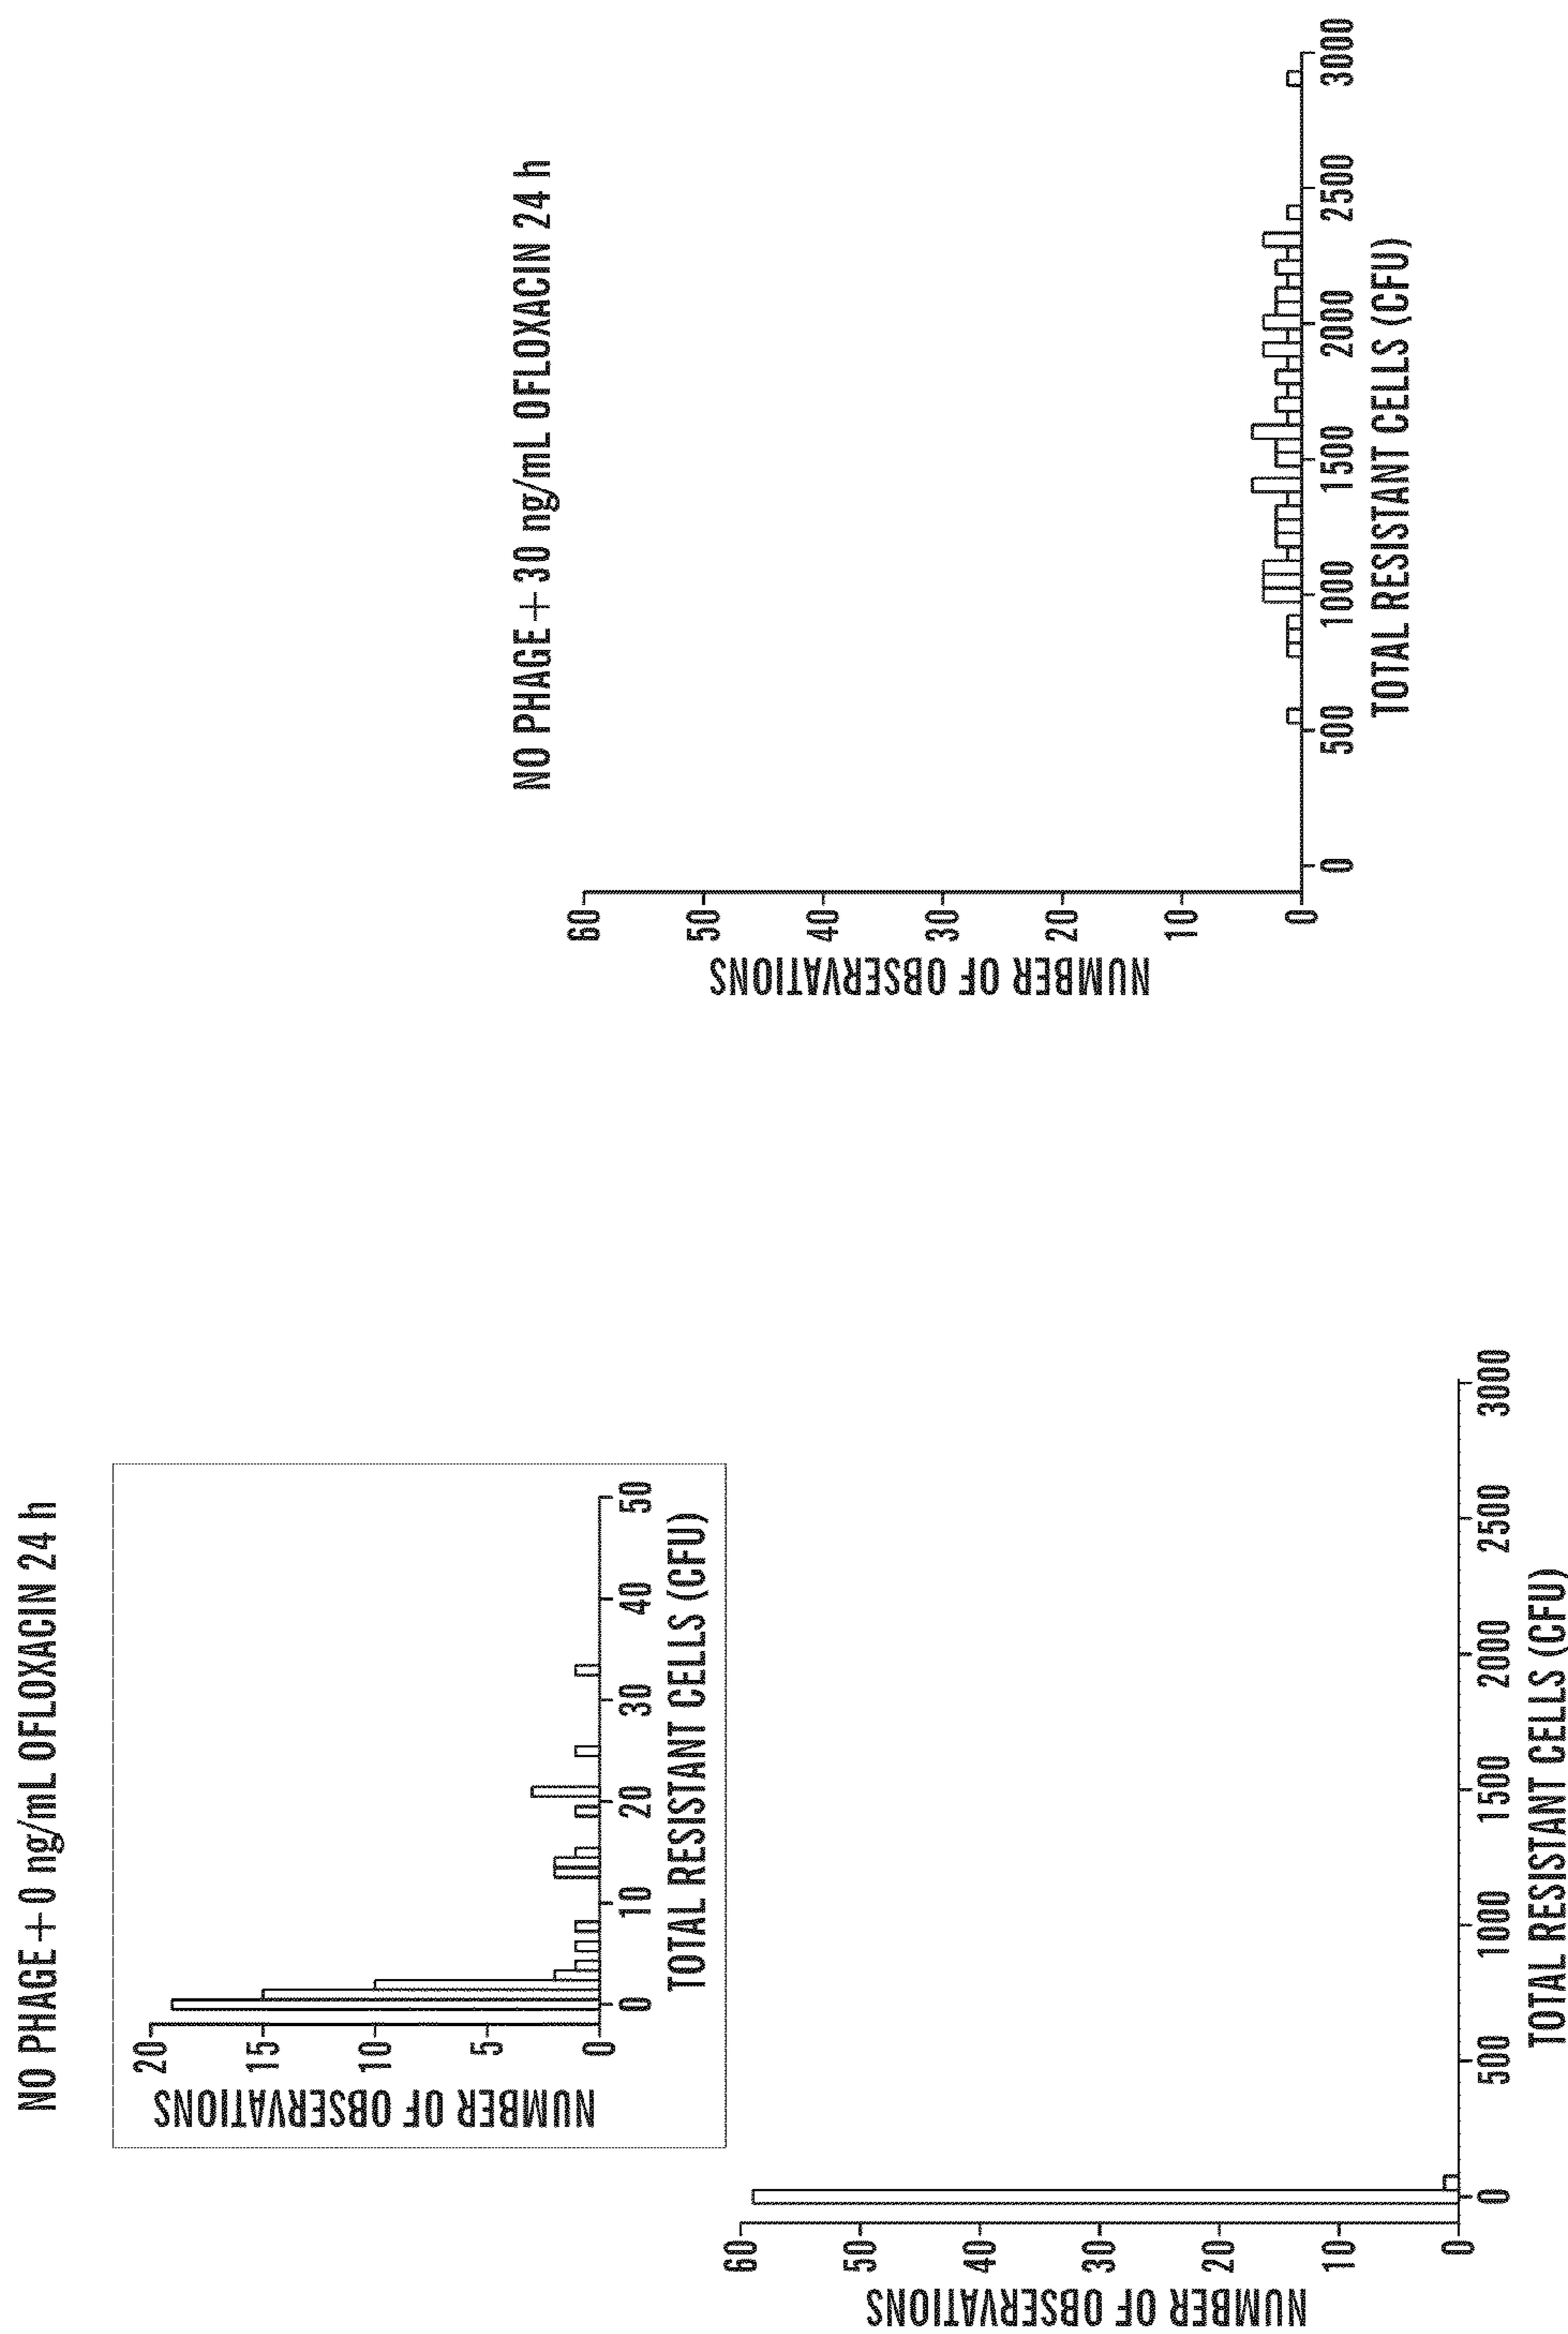 NO PHAGE + 0 ng/mL OFLOXACIN 24 h
NUMBER OF OBSERVATIONS
20
15
10
5
0
0 10 20 30 40 50
TOTAL RESISTANT CELLS (CFU)
NUMBER OF OBSERVATIONS
60
50
40
30
20
10
0
0 500 1000 1500 2000 2500 3000
TOTAL RESISTANT CELLS (CFU)
NO PHAGE + 30 ng/mL OFLOXACIN 24 h
NUMBER OF OBSERVATIONS
60
50
40
30
20
10
0
0 500 1000 1500 2000 2500 3000
TOTAL RESISTANT CELLS (CFU)